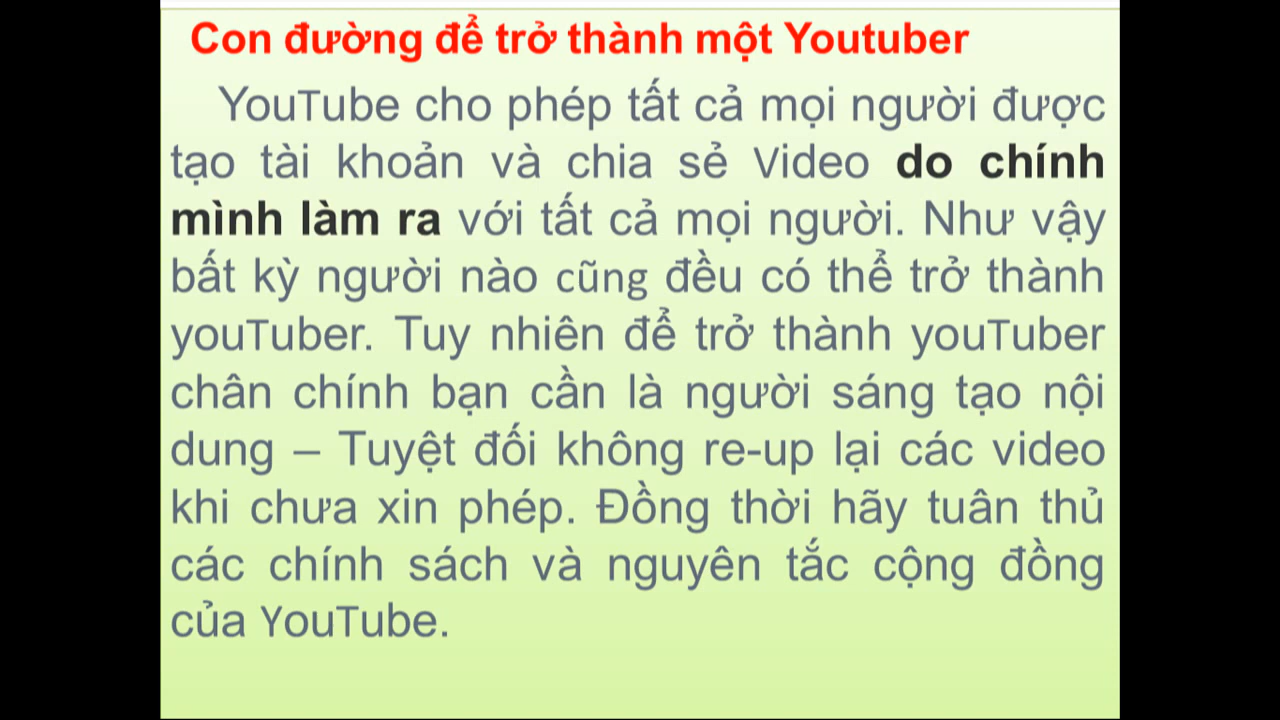 Con đường để trở thành một Youtuber
YouTube cho phép tất cả mọi người được
tạo tài khoản và chia sẻ Video do chính
mình làm ra với tất cả mọi người. Như vậy
bất kỳ người nào cũng đều có thể trở thành
youTuber. Tuy nhiên để trở thành youTuber
chân chính bạn cần là người sáng tạo nội
dung – Tuyệt đối không re-up lại các video
khi chưa xin phép. Đồng thời hãy tuân thủ
các chính sách và nguyên tắc cộng đồng
của YouTube.